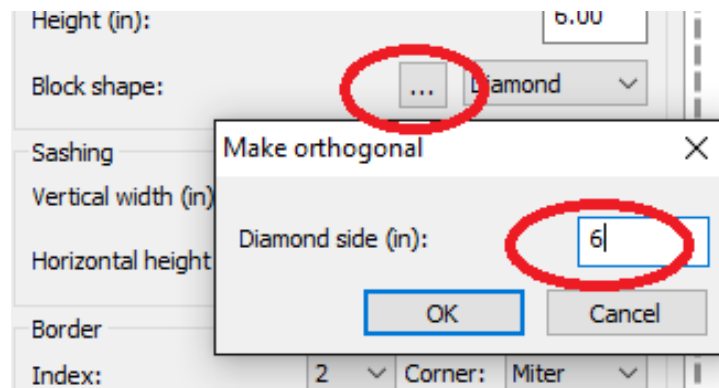 Height (in): 6.00
Block shape: ... Diamond
Sashing
Make orthogonal
Vertical width (in)
Diamond side (in): 6
Horizontal height
OK Cancel
Border
Index: 2 Corner: Miter